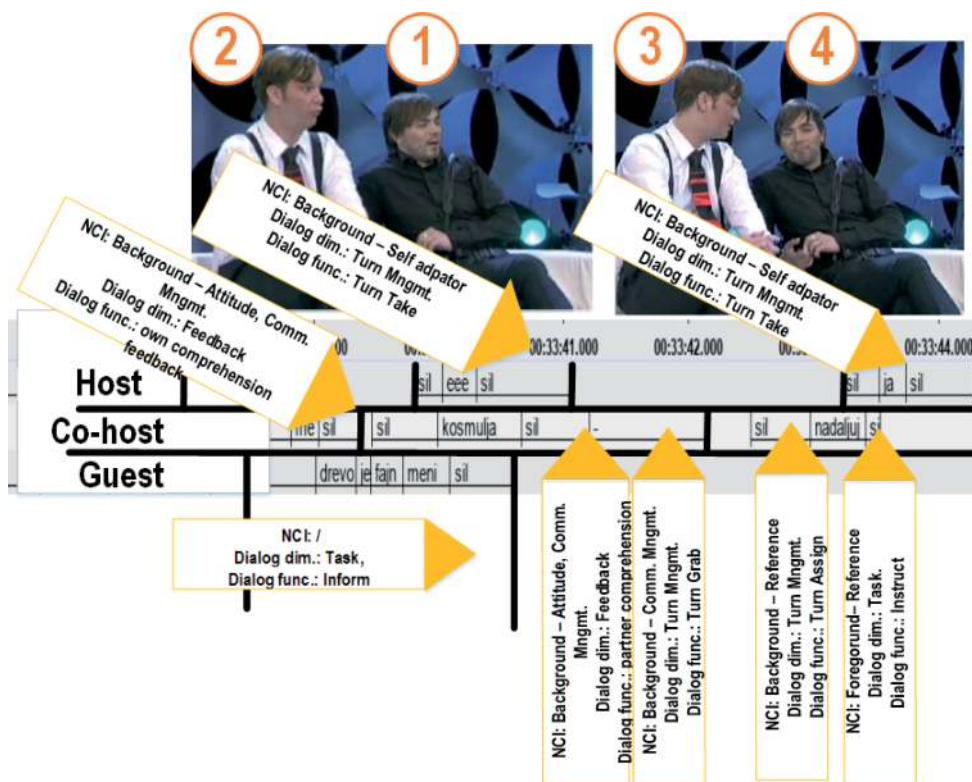 2
1
3
4
NCI: Background – Attitude, Comm.
Mngmt.
Dialog dim.: Feedback
Dialog func.: own comprehension
feedback
NCI: Background – Self adpator
Dialog dim.: Turn Mngmt.
Dialog func.: Turn Take
NCI: Background – Self adpator
Dialog dim.: Turn Mngmt.
Dialog func.: Turn Take
00:33:41.000 00:33:42.000 00:33:44.000
Host sil eee sil sil ja sil
Co-host sil sil kosmulja sil - sil nadaljuj
Guest drevo je fajn meni sil
NCI: /
Dialog dim.: Task,
Dialog func.: Inform
NCI: Background – Attitude, Comm.
Mngmt.
Dialog dim.: Feedback
Dialog func.: partner comprehension
NCI: Background – Comm. Mngmt.
Dialog dim.: Turn Mngmt.
Dialog func.: Turn Grab
NCI: Background – Reference
Dialog dim.: Turn Mngmt.
Dialog func.: Turn Assign
NCI: Foregorund– Reference
Dialog dim.: Task.
Dialog func.: Instruct